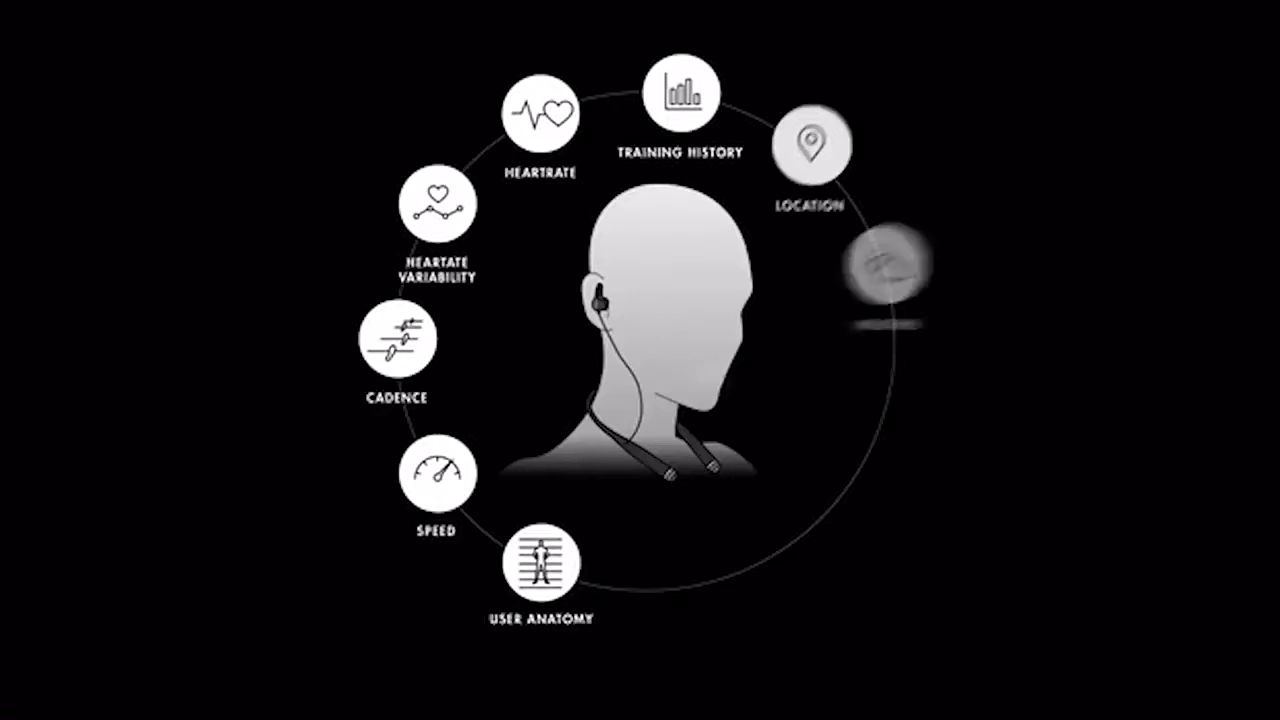 TRAINING HISTORY
HEARTRATE
LOCATION
HEARTATE
VARIABILITY
CADENCE
SPEED
USER ANATOMY